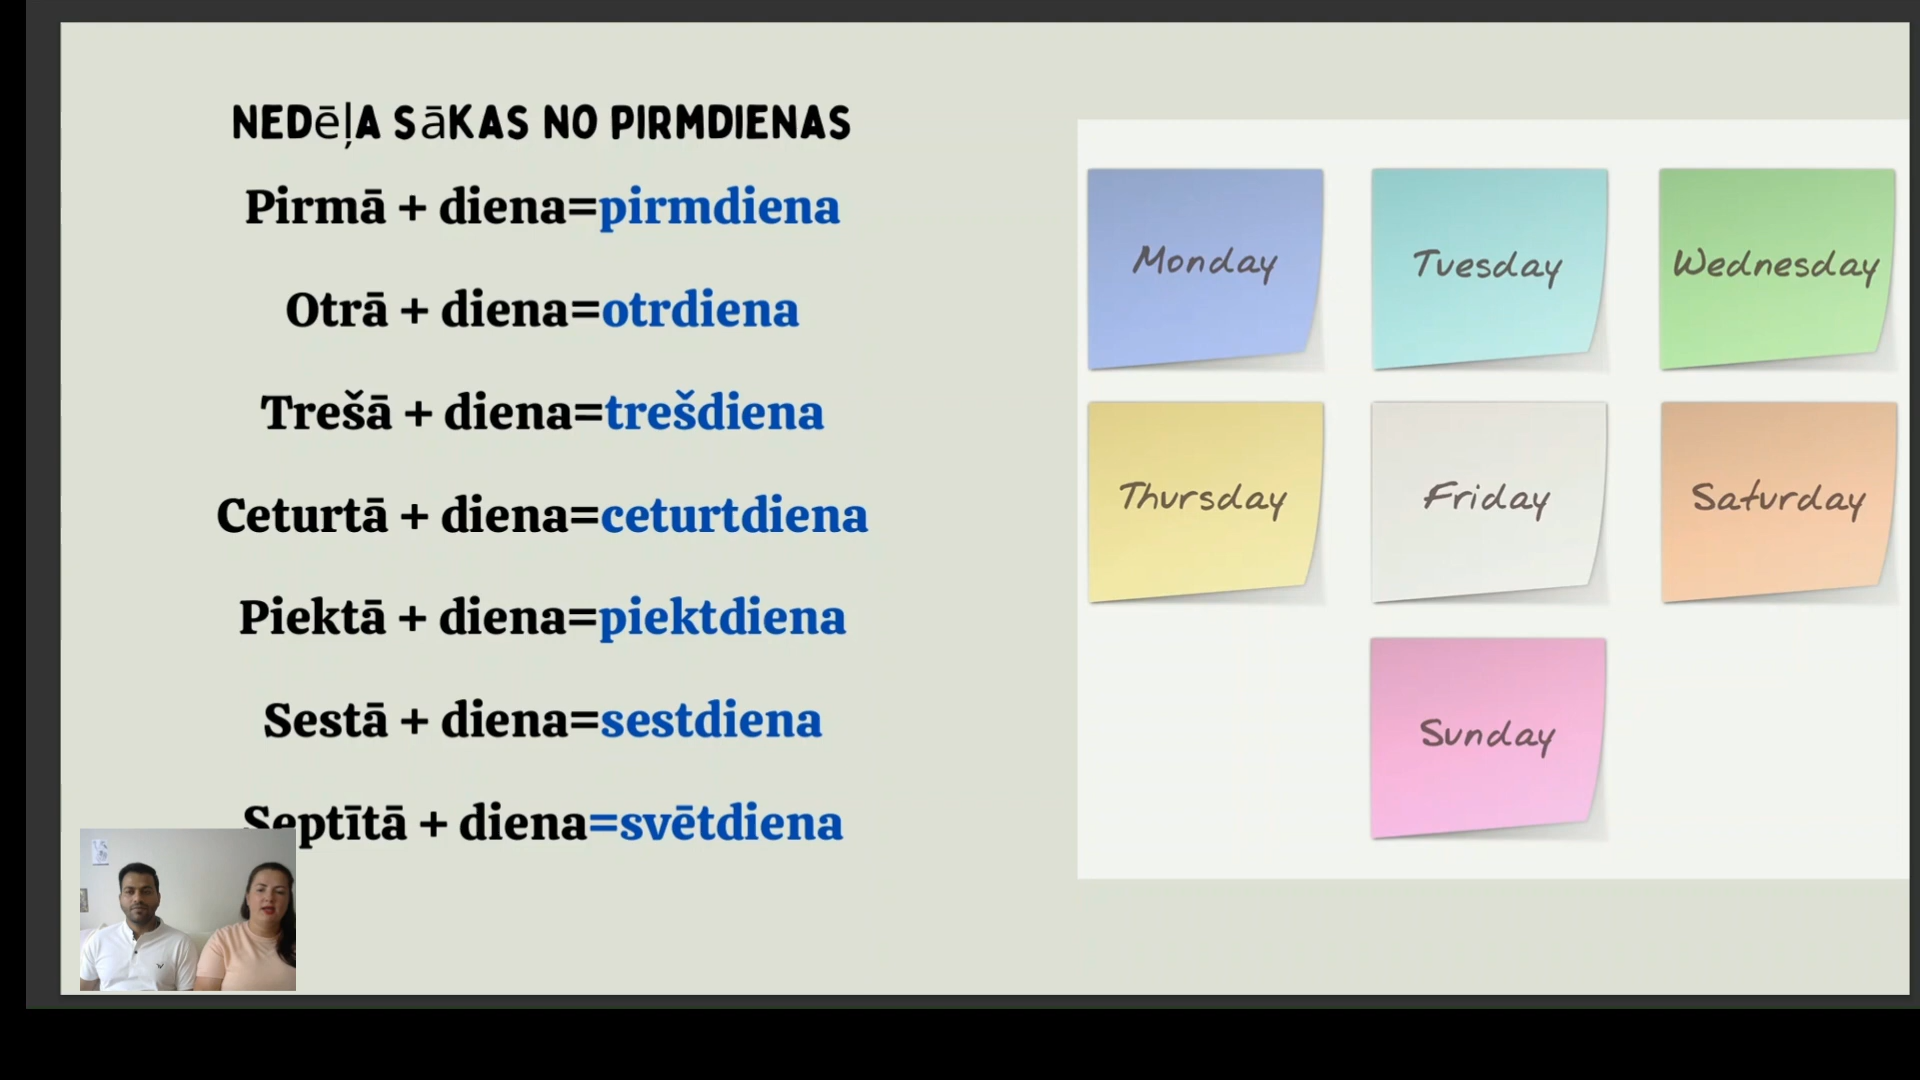 NEDēļA SāKAS NO PIRMDIENAS
Pirmā + diena=pirmdiena
Otrā + diena=otrdiena
Trešā + diena=trešdiena
Ceturtā + diena=ceturtdiena
Piektā + diena=piektdiena
Sestā + diena=sestdiena
Septītā + diena=svētdiena
Monday
Tuesday
Wednesday
Thursday
Friday
Saturday
Sunday